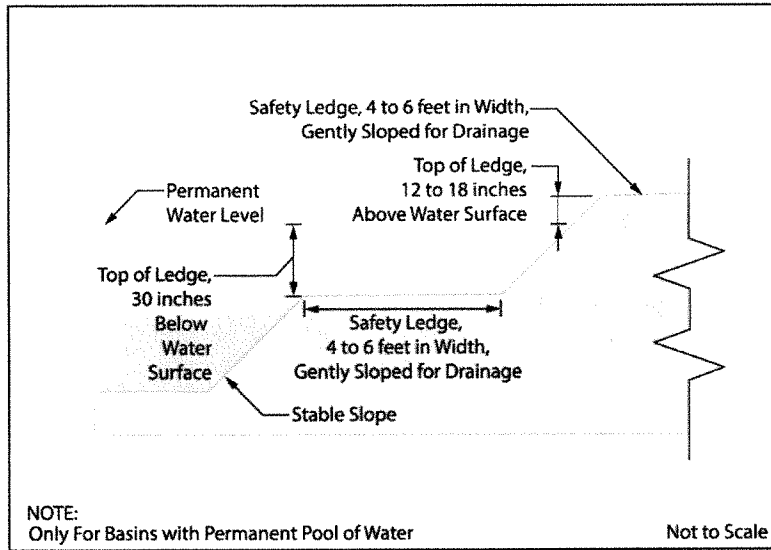 Safety Ledge, 4 to 6 feet in Width,
Gently Sloped for Drainage
Top of Ledge,
12 to 18 inches
Above Water Surface
Permanent
Water Level
Top of Ledge,
30 inches
Below
Water
Surface
Safety Ledge,
4 to 6 feet in Width,
Gently Sloped for Drainage
Stable Slope
NOTE:
Only For Basins with Permanent Pool of Water
Not to Scale